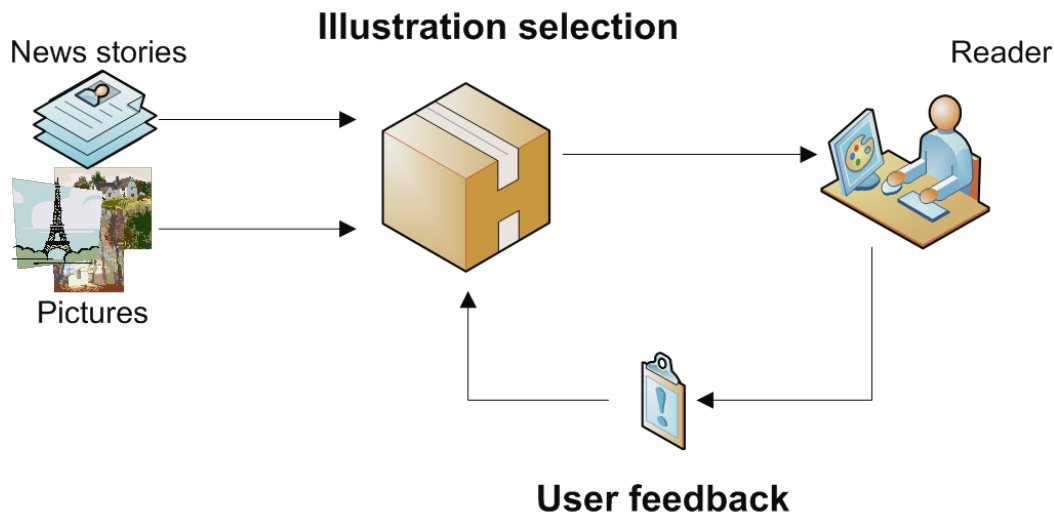 Illustration selection
News stories
Reader
Pictures
User feedback